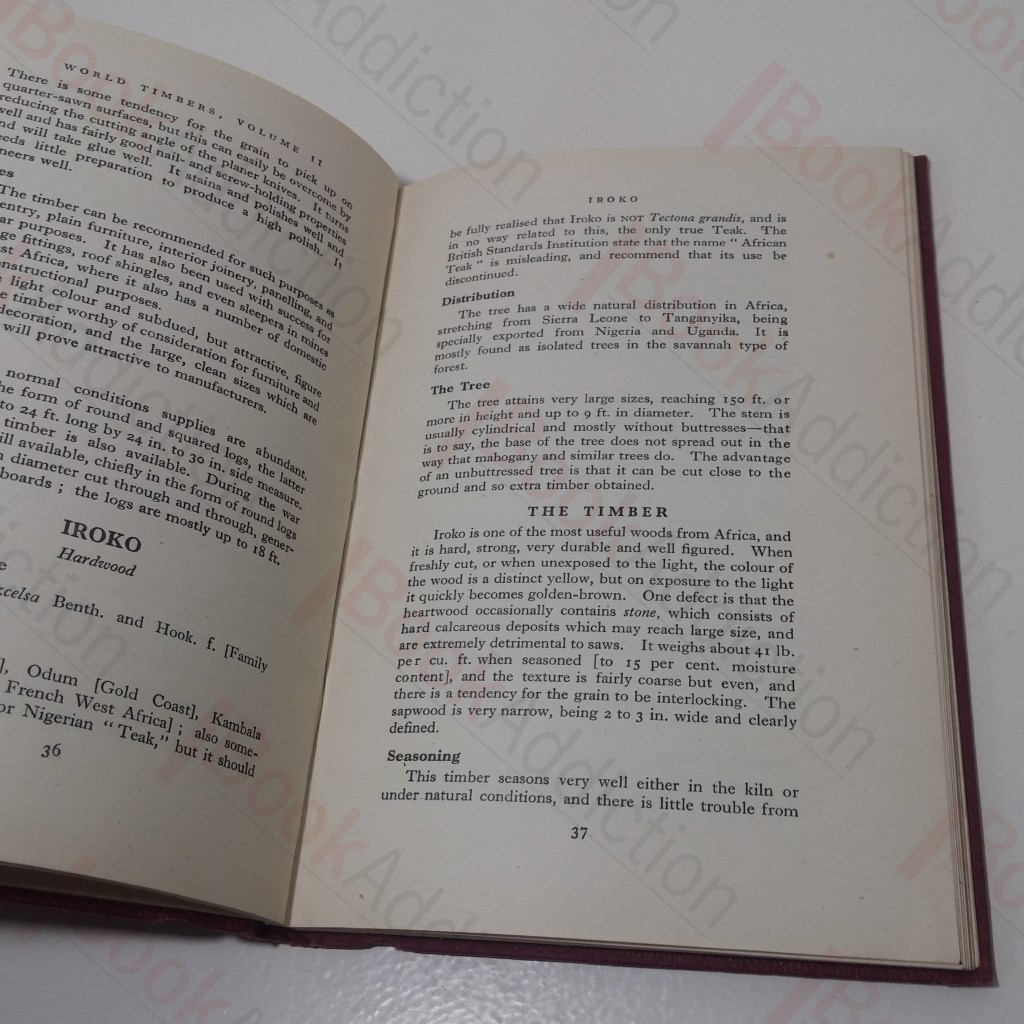 WORLD TIMBERS, VOLUME II
There is some tendency for the grain to pick up on
quarter-sawn surfaces, but this can easily be overcome by
reducing the cutting angle of the planer knives. It turns
well and has fairly good nail- and screw-holding properties
nd will take glue well. It stains and polishes well and
eeds little preparation to produce a high polish. It
neers well.
es
The timber can be recommended for such purposes as
entry, plain furniture, interior joinery, panelling, and
ar purposes. It has also been used with success for
ge fittings, roof shingles, and even sleepers in mines
est Africa, where it also has a number of domestic
onstructional purposes.
e light colour and subdued, but attractive, figure
e timber worthy of consideration for furniture and
decoration, and the large, clean sizes which are
will prove attractive to manufacturers.
normal conditions supplies are abundant,
the form of round and squared logs, the latter
to 24 ft. long by 24 in. to 30 in. side measure.
timber is also available. During the war
ill available, chiefly in the form of round logs
n diameter cut through and through, gener-
boards ; the logs are mostly up to 18 ft.
IROKO
Hardwood
e
xcelsa Benth. and Hook. f. [Family
], Odum [Gold Coast], Kambala
French West Africa] ; also some-
or Nigerian “ Teak,” but it should
36
IROKO
be fully realised that Iroko is NOT Tectona grandis, and is
in no way related to this, the only true Teak. The
British Standards Institution state that the name “ African
Teak ” is misleading, and recommend that its use be
discontinued.
Distribution
The tree has a wide natural distribution in Africa,
stretching from Sierra Leone to Tanganyika, being
specially exported from Nigeria and Uganda. It is
mostly found as isolated trees in the savannah type of
forest.
The Tree
The tree attains very large sizes, reaching 150 ft. or
more in height and up to 9 ft. in diameter. The stem is
usually cylindrical and mostly without buttresses—that
is to say, the base of the tree does not spread out in the
way that mahogany and similar trees do. The advantage
of an unbuttressed tree is that it can be cut close to the
ground and so extra timber obtained.
THE TIMBER
Iroko is one of the most useful woods from Africa, and
it is hard, strong, very durable and well figured. When
freshly cut, or when unexposed to the light, the colour of
the wood is a distinct yellow, but on exposure to the light
it quickly becomes golden-brown. One defect is that the
heartwood occasionally contains stone, which consists of
hard calcareous deposits which may reach large size, and
are extremely detrimental to saws. It weighs about 41 lb.
per cu. ft. when seasoned [to 15 per cent. moisture
content], and the texture is fairly coarse but even, and
there is a tendency for the grain to be interlocking. The
sapwood is very narrow, being 2 to 3 in. wide and clearly
defined.
Seasoning
This timber seasons very well either in the kiln or
under natural conditions, and there is little trouble from
37
BookAddiction